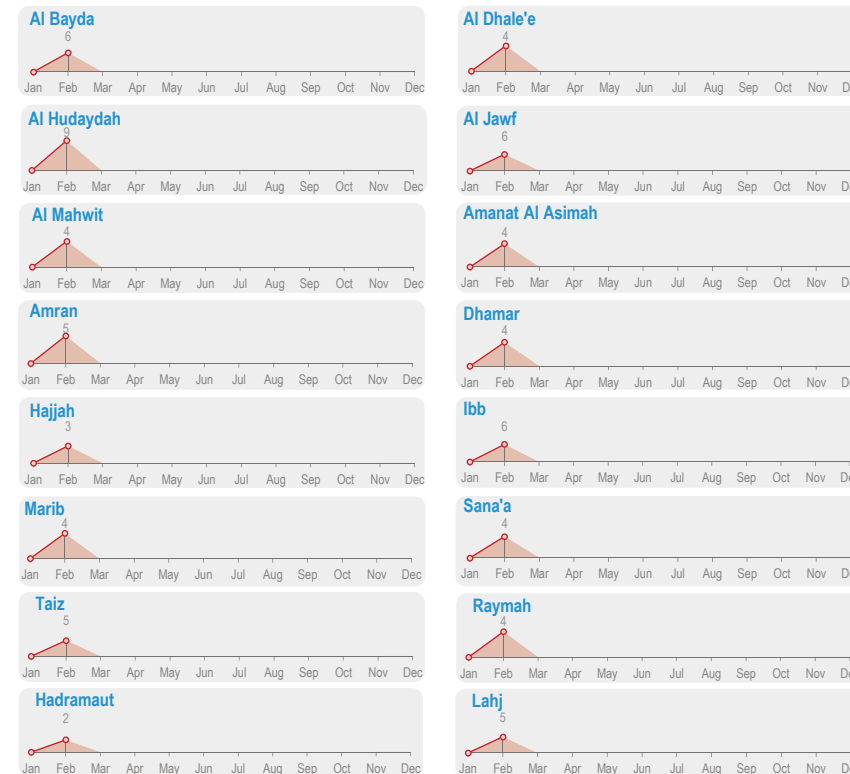 Al Bayda
6
Jan Feb Mar Apr May Jun Jul Aug Sep Oct Nov Dec
Al Dhale'e
4
Jan Feb Mar Apr May Jun Jul Aug Sep Oct Nov
Al Hudaydah
9
Jan Feb Mar Apr May Jun Jul Aug Sep Oct Nov Dec
Al Jawf
6
Jan Feb Mar Apr May Jun Jul Aug Sep Oct Nov
Al Mahwit
4
Jan Feb Mar Apr May Jun Jul Aug Sep Oct Nov Dec
Amanat Al Asimah
4
Jan Feb Mar Apr May Jun Jul Aug Sep Oct Nov
Amran
5
Jan Feb Mar Apr May Jun Jul Aug Sep Oct Nov Dec
Dhamar
4
Jan Feb Mar Apr May Jun Jul Aug Sep Oct Nov
Hajjah
3
Jan Feb Mar Apr May Jun Jul Aug Sep Oct Nov Dec
Ibb
6
Jan Feb Mar Apr May Jun Jul Aug Sep Oct Nov
Marib
4
Jan Feb Mar Apr May Jun Jul Aug Sep Oct Nov Dec
Sana'a
4
Jan Feb Mar Apr May Jun Jul Aug Sep Oct Nov
Taiz
5
Jan Feb Mar Apr May Jun Jul Aug Sep Oct Nov Dec
Raymah
4
Jan Feb Mar Apr May Jun Jul Aug Sep Oct Nov
Hadramaut
2
Jan Feb Mar Apr May Jun Jul Aug Sep Oct Nov Dec
Lahj
5
Jan Feb Mar Apr May Jun Jul Aug Sep Oct Nov